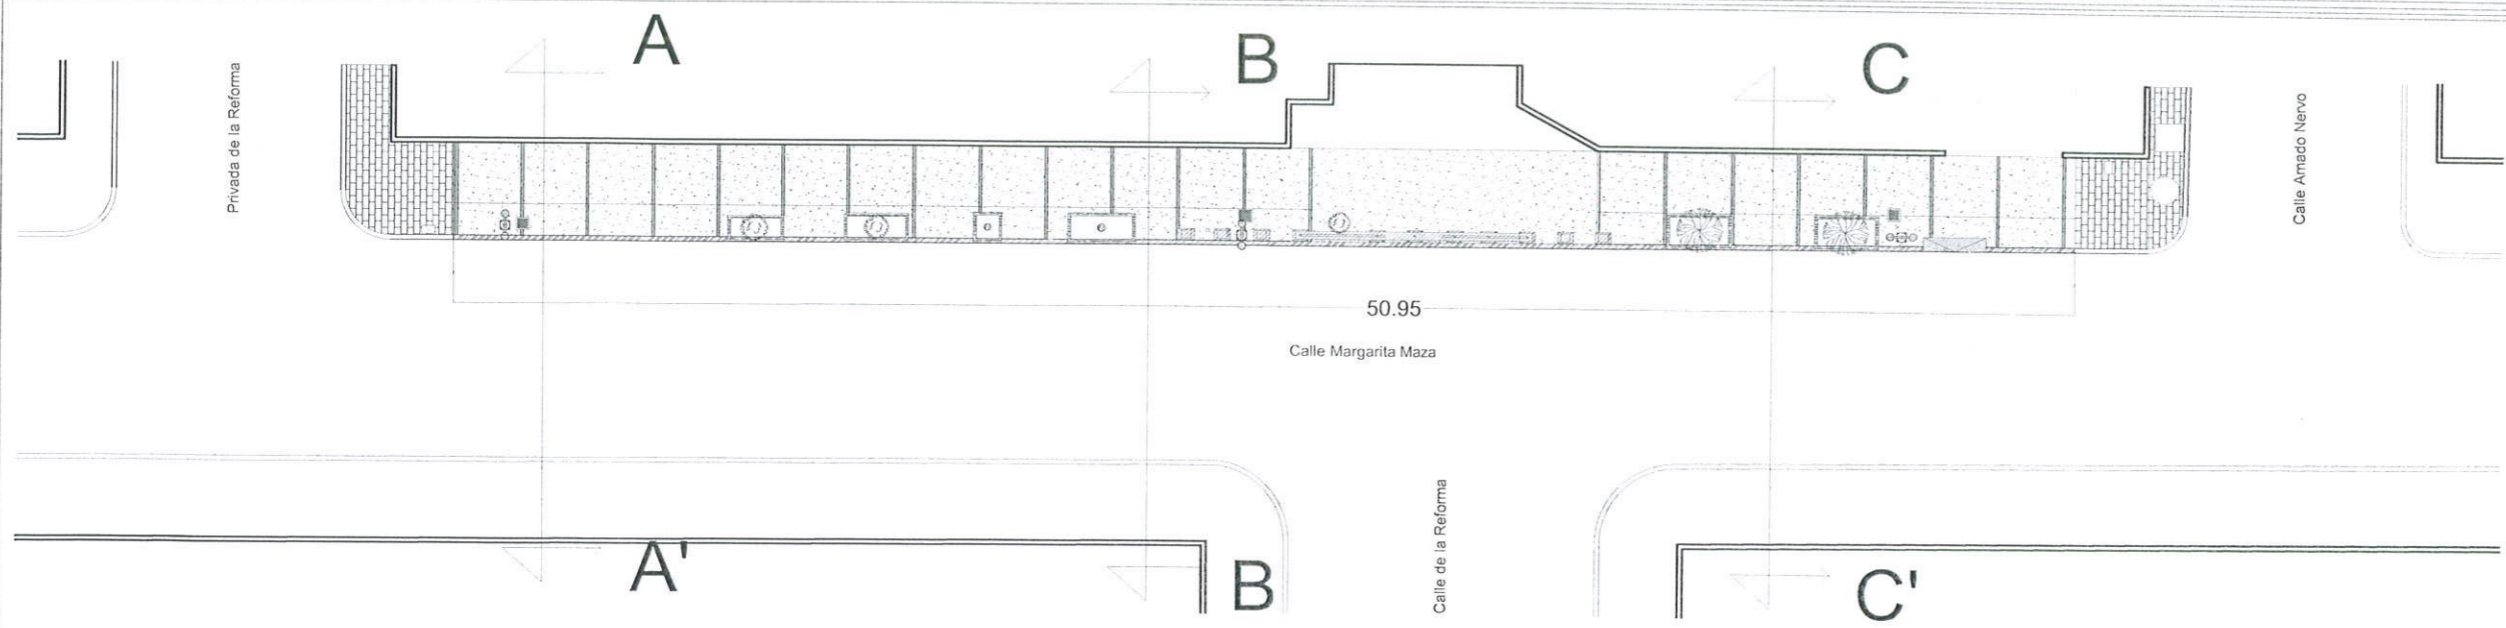 A
B
C
Privada de la Reforma
Calle Amado Nervo
50.95
Calle Margarita Maza
Calle de la Reforma
A'
B
C'